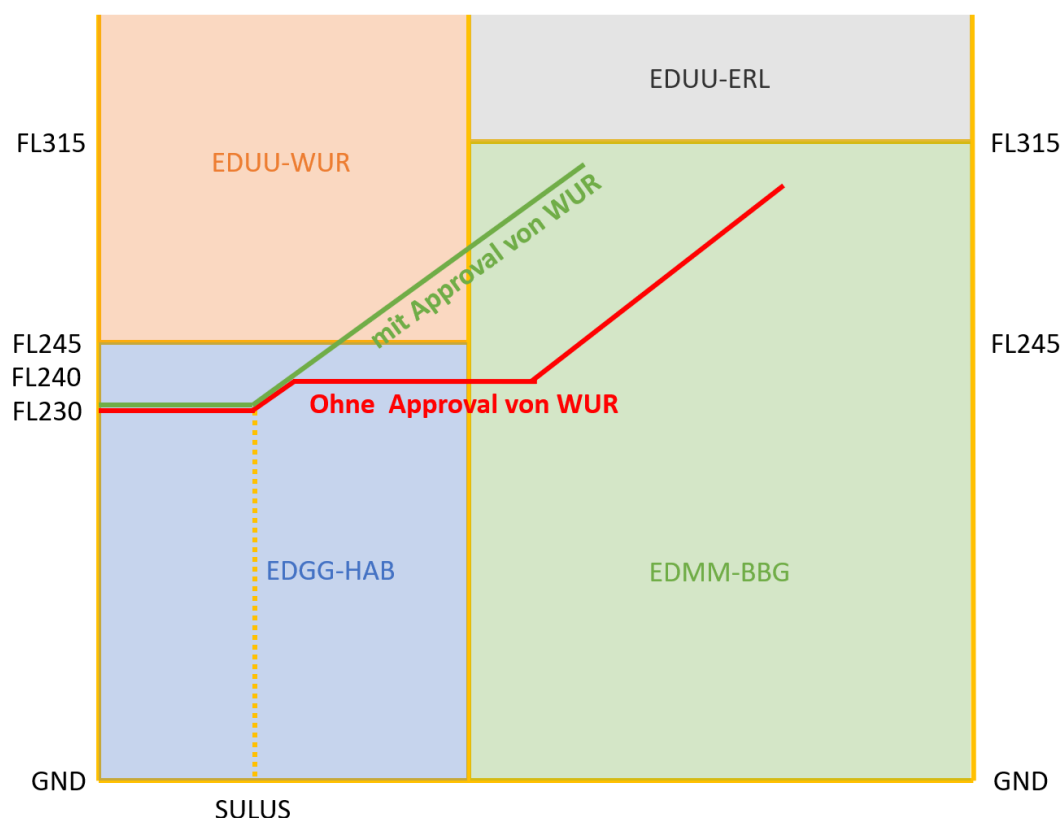 EDUU-ERL
FL315
EDUU-WUR
FL315
mit Approval von WUR
FL245
FL245
FL240
FL230
Ohne  Approval von WUR
EDGG-HAB
EDMM-BBG
GND
GND
SULUS